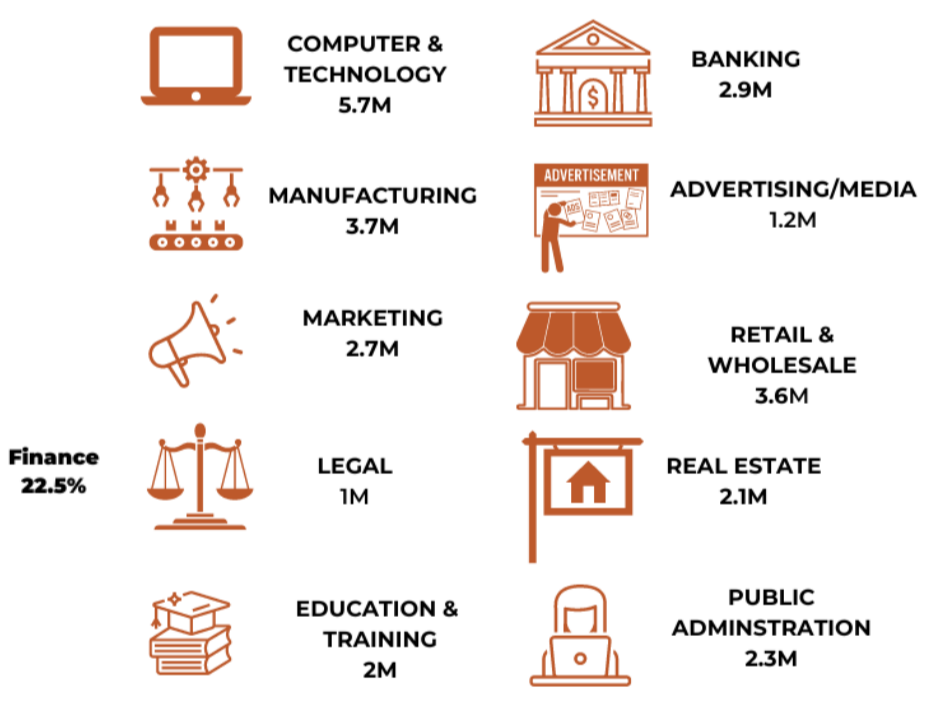 COMPUTER &
TECHNOLOGY
5.7M
BANKING
2.9M
MANUFACTURING
3.7M
ADVERTISEMENT
ADS
ADVERTISING/MEDIA
1.2M
MARKETING
2.7M
RETAIL &
WHOLESALE
3.6M
Finance
22.5%
LEGAL
1M
REAL ESTATE
2.1M
EDUCATION &
TRAINING
2M
PUBLIC
ADMINSTRATION
2.3M
$